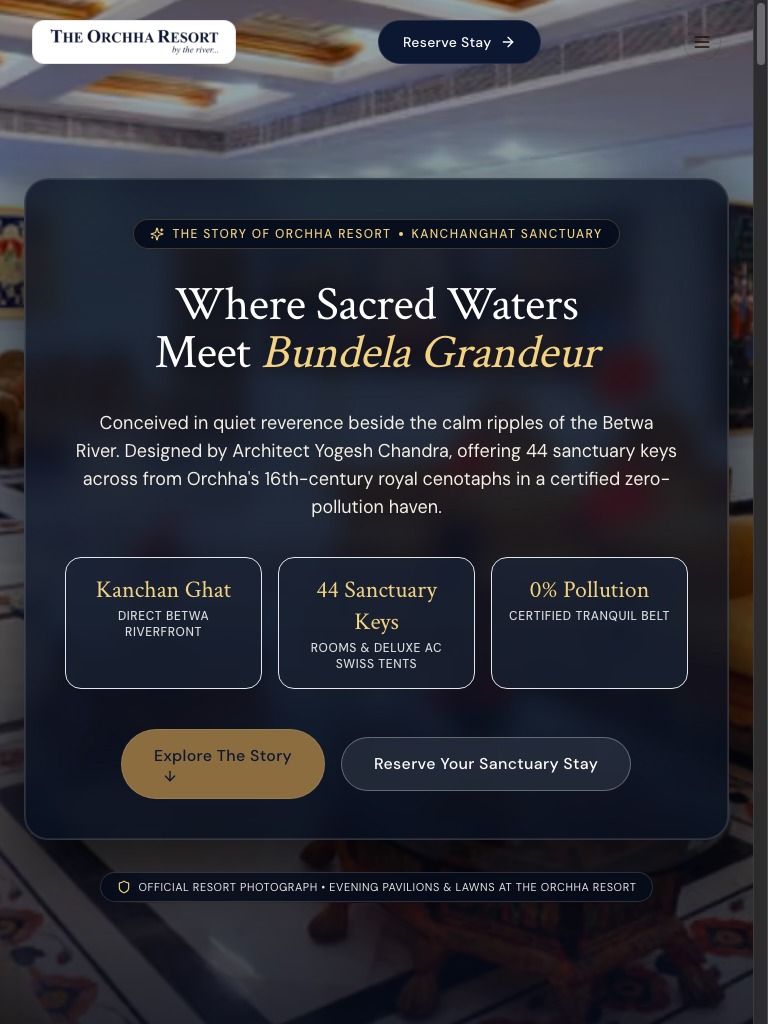 THE ORCHHA RESORT
by the river...
Reserve Stay
THE STORY OF ORCHHA RESORT • KANCHANGHAT SANCTUARY
Where Sacred Waters
Meet Bundela Grandeur
Conceived in quiet reverence beside the calm ripples of the Betwa
River. Designed by Architect Yogesh Chandra, offering 44 sanctuary keys
across from Orchha's 16th-century royal cenotaphs in a certified zero-
pollution haven.
Kanchan Ghat
DIRECT BETWA
RIVERFRONT
44 Sanctuary
Keys
ROOMS & DELUXE AC
SWISS TENTS
0% Pollution
CERTIFIED TRANQUIL BELT
Explore The Story
Reserve Your Sanctuary Stay
OFFICIAL RESORT PHOTOGRAPH • EVENING PAVILIONS & LAWNS AT THE ORCHHA RESORT